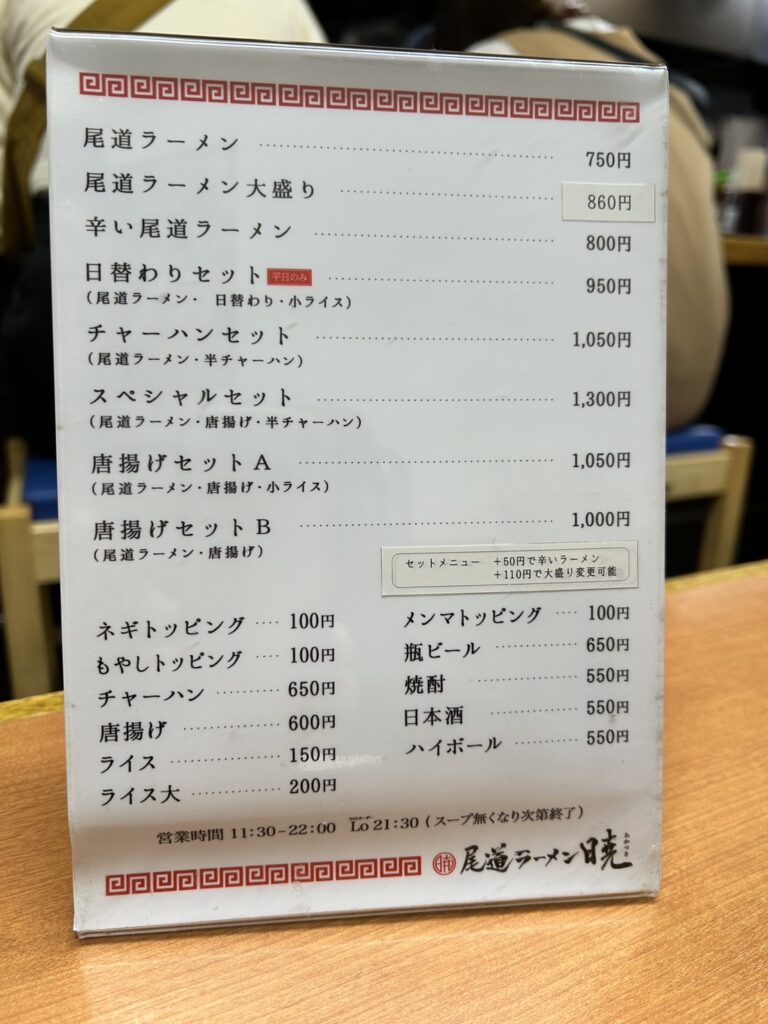 尾道ラーメン ………… 750円
尾道ラーメン大盛り ………… 860円
辛い尾道ラーメン ………… 800円
日替わりセット 平日のみ ………… 950円
(尾道ラーメン・ 日替わり・小ライス)
チャーハンセット ………… 1,050円
(尾道ラーメン・半チャーハン)
スペシャルセット ………… 1,300円
(尾道ラーメン・唐揚げ・半チャーハン)
唐揚げセットA ………… 1,050円
(尾道ラーメン・唐揚げ・小ライス)
唐揚げセットB ………… 1,000円
(尾道ラーメン・唐揚げ)
セットメニュー +50円で辛いラーメン
+110円で大盛り変更可能
ネギトッピング …… 100円
もやしトッピング …… 100円
チャーハン ……… 650円
唐揚げ ………… 600円
ライス ………… 150円
ライス大 ………… 200円
メンマトッピング …… 100円
瓶ビール ……… 650円
焼酎 ………… 550円
日本酒 ……… 550円
ハイボール ……… 550円
営業時間 11:30~22:00 Lo 21:30 (スープ無くなり次第終了)
暁 尾道ラーメン 暁 あかつき